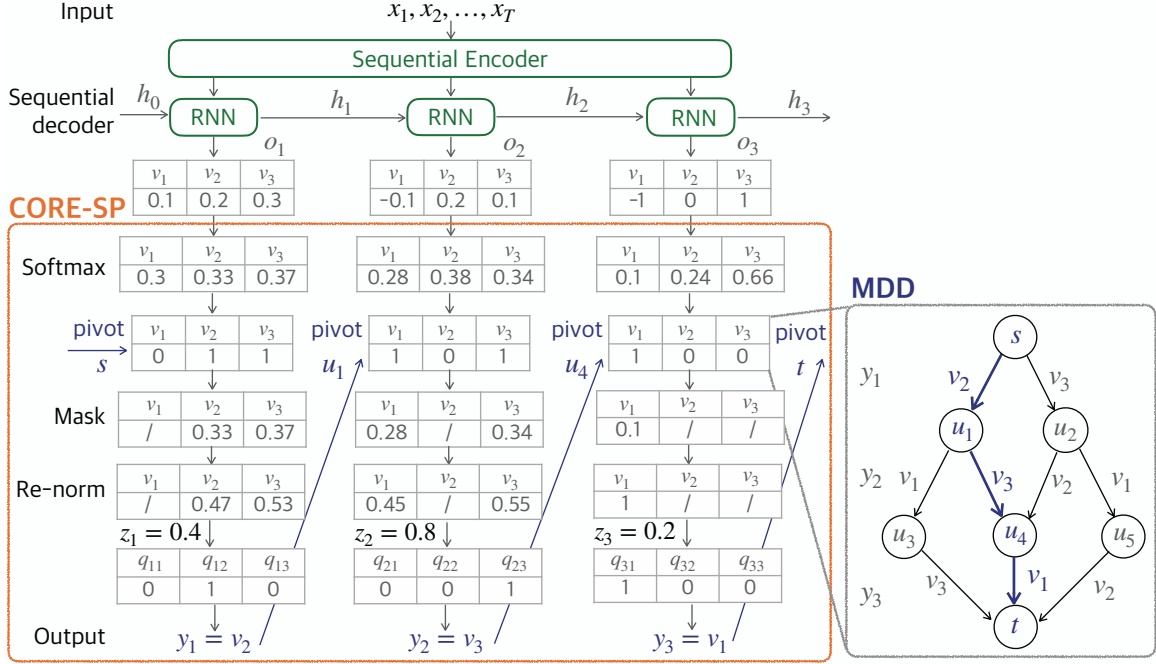 Input x₁, x₂, …, x_T
Sequential Encoder
Sequential decoder h₀ RNN h₁ RNN h₂ RNN h₃
o₁ o₂ o₃
v₁ v₂ v₃ v₁ v₂ v₃ v₁ v₂ v₃
0.1 0.2 0.3 −0.1 0.2 0.1 −1 0 1
CORE-SP
v₁ v₂ v₃ v₁ v₂ v₃ v₁ v₂ v₃
Softmax 0.3 0.33 0.37 0.28 0.38 0.34 0.1 0.24 0.66
pivot v₁ v₂ v₃ pivot v₁ v₂ v₃ pivot v₁ v₂ v₃ pivot
s 0 1 1 u₁ 1 0 1 u₄ 1 0 0 t
v₁ v₂ v₃ v₁ v₂ v₃ v₁ v₂ v₃
Mask / 0.33 0.37 0.28 / 0.34 0.1 / /
v₁ v₂ v₃ v₁ v₂ v₃ v₁ v₂ v₃
Re-norm / 0.47 0.53 0.45 / 0.55 1 / /
z₁ = 0.4 z₂ = 0.8 z₃ = 0.2
q₁₁ q₁₂ q₁₃ q₂₁ q₂₂ q₂₃ q₃₁ q₃₂ q₃₃
0 1 0 0 0 1 1 0 0
Output y₁ = v₂ y₂ = v₃ y₃ = v₁
MDD
s
y₁ v₂ v₃
u₁ u₂
y₂ v₁ v₃ v₂ v₁
u₃ u₄ u₅
y₃ v₃ v₁ v₂
t